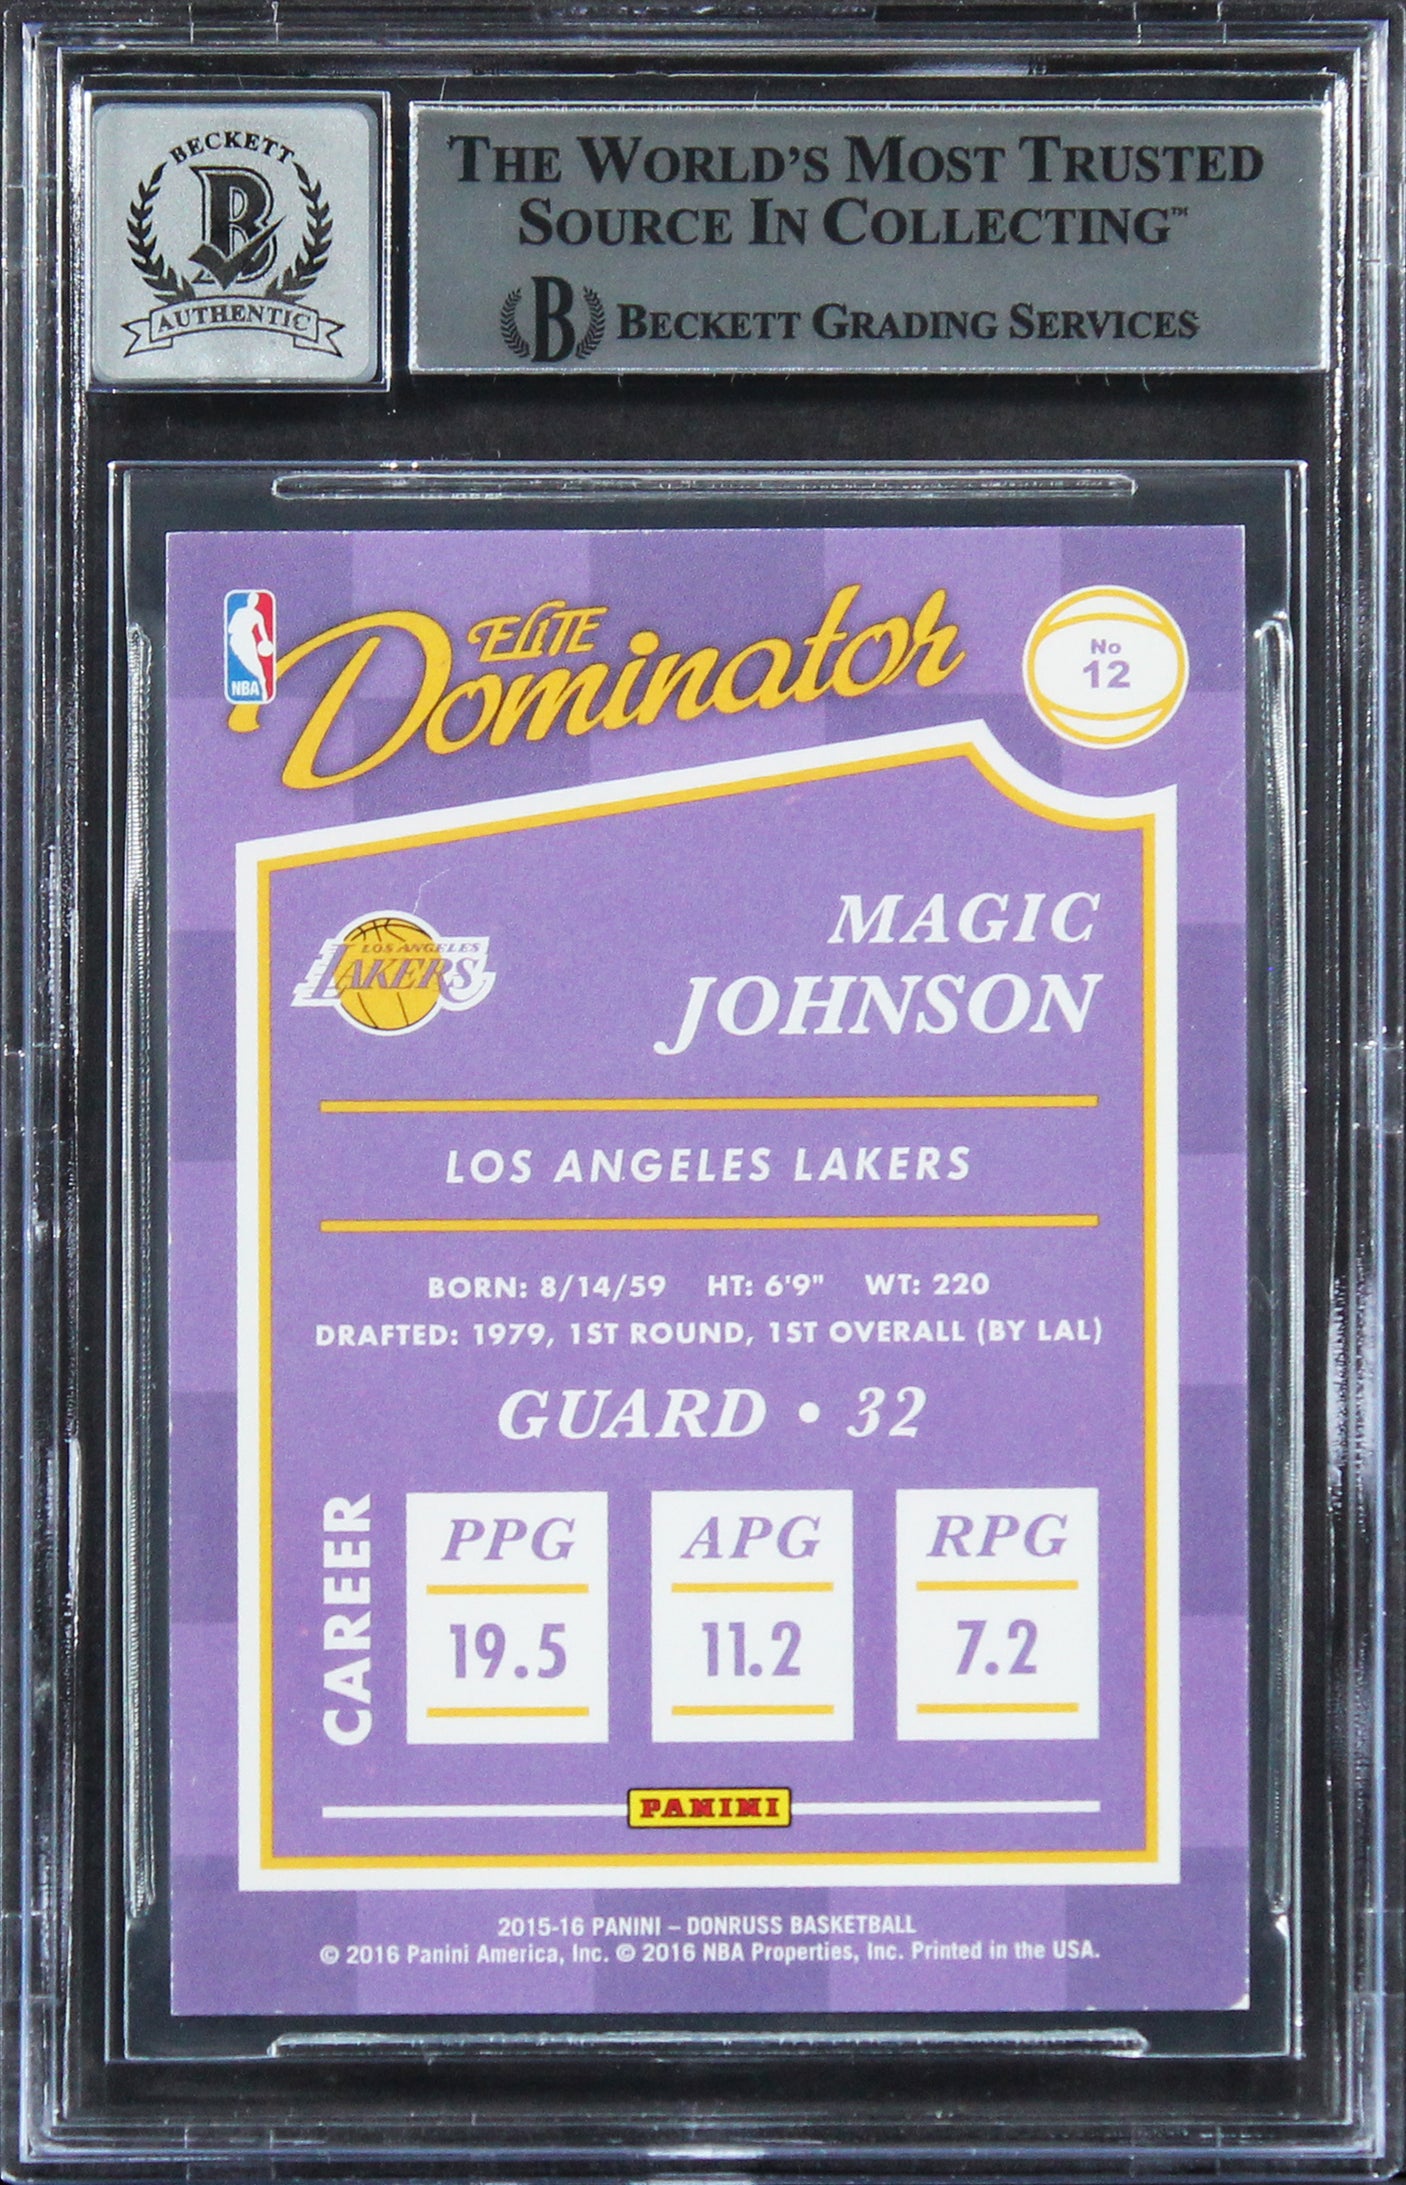 BECKETT
B
AUTHENTIC
THE WORLD'S MOST TRUSTED
SOURCE IN COLLECTING™
B BECKETT GRADING SERVICES
NBA
ELITE
Dominator
No
12
LOS ANGELES
LAKERS
MAGIC
JOHNSON
LOS ANGELES LAKERS
BORN: 8/14/59 HT: 6'9" WT: 220
DRAFTED: 1979, 1ST ROUND, 1ST OVERALL (BY LAL)
GUARD • 32
CAREER
PPG APG RPG
19.5 11.2 7.2
PANINI
2015-16 PANINI – DONRUSS BASKETBALL
© 2016 Panini America, Inc. © 2016 NBA Properties, Inc. Printed in the USA.